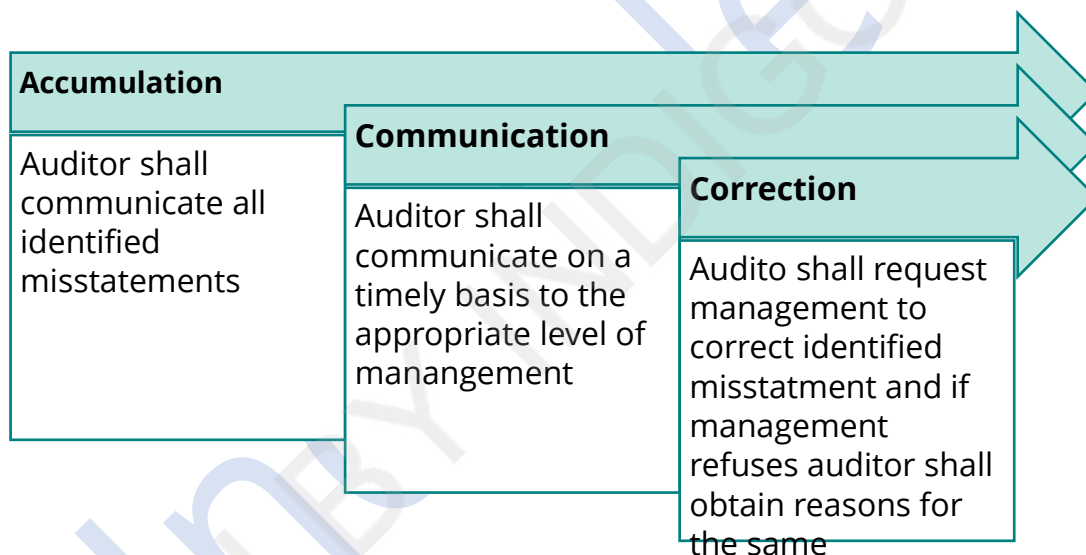 Accumulation
Auditor shall
communicate all
identified
misstatements
Communication
Auditor shall
communicate on a
timely basis to the
appropriate level of
manangement
Correction
Audito shall request
management to
correct identified
misstatment and if
management
refuses auditor shall
obtain reasons for
the same
BY INDIGO